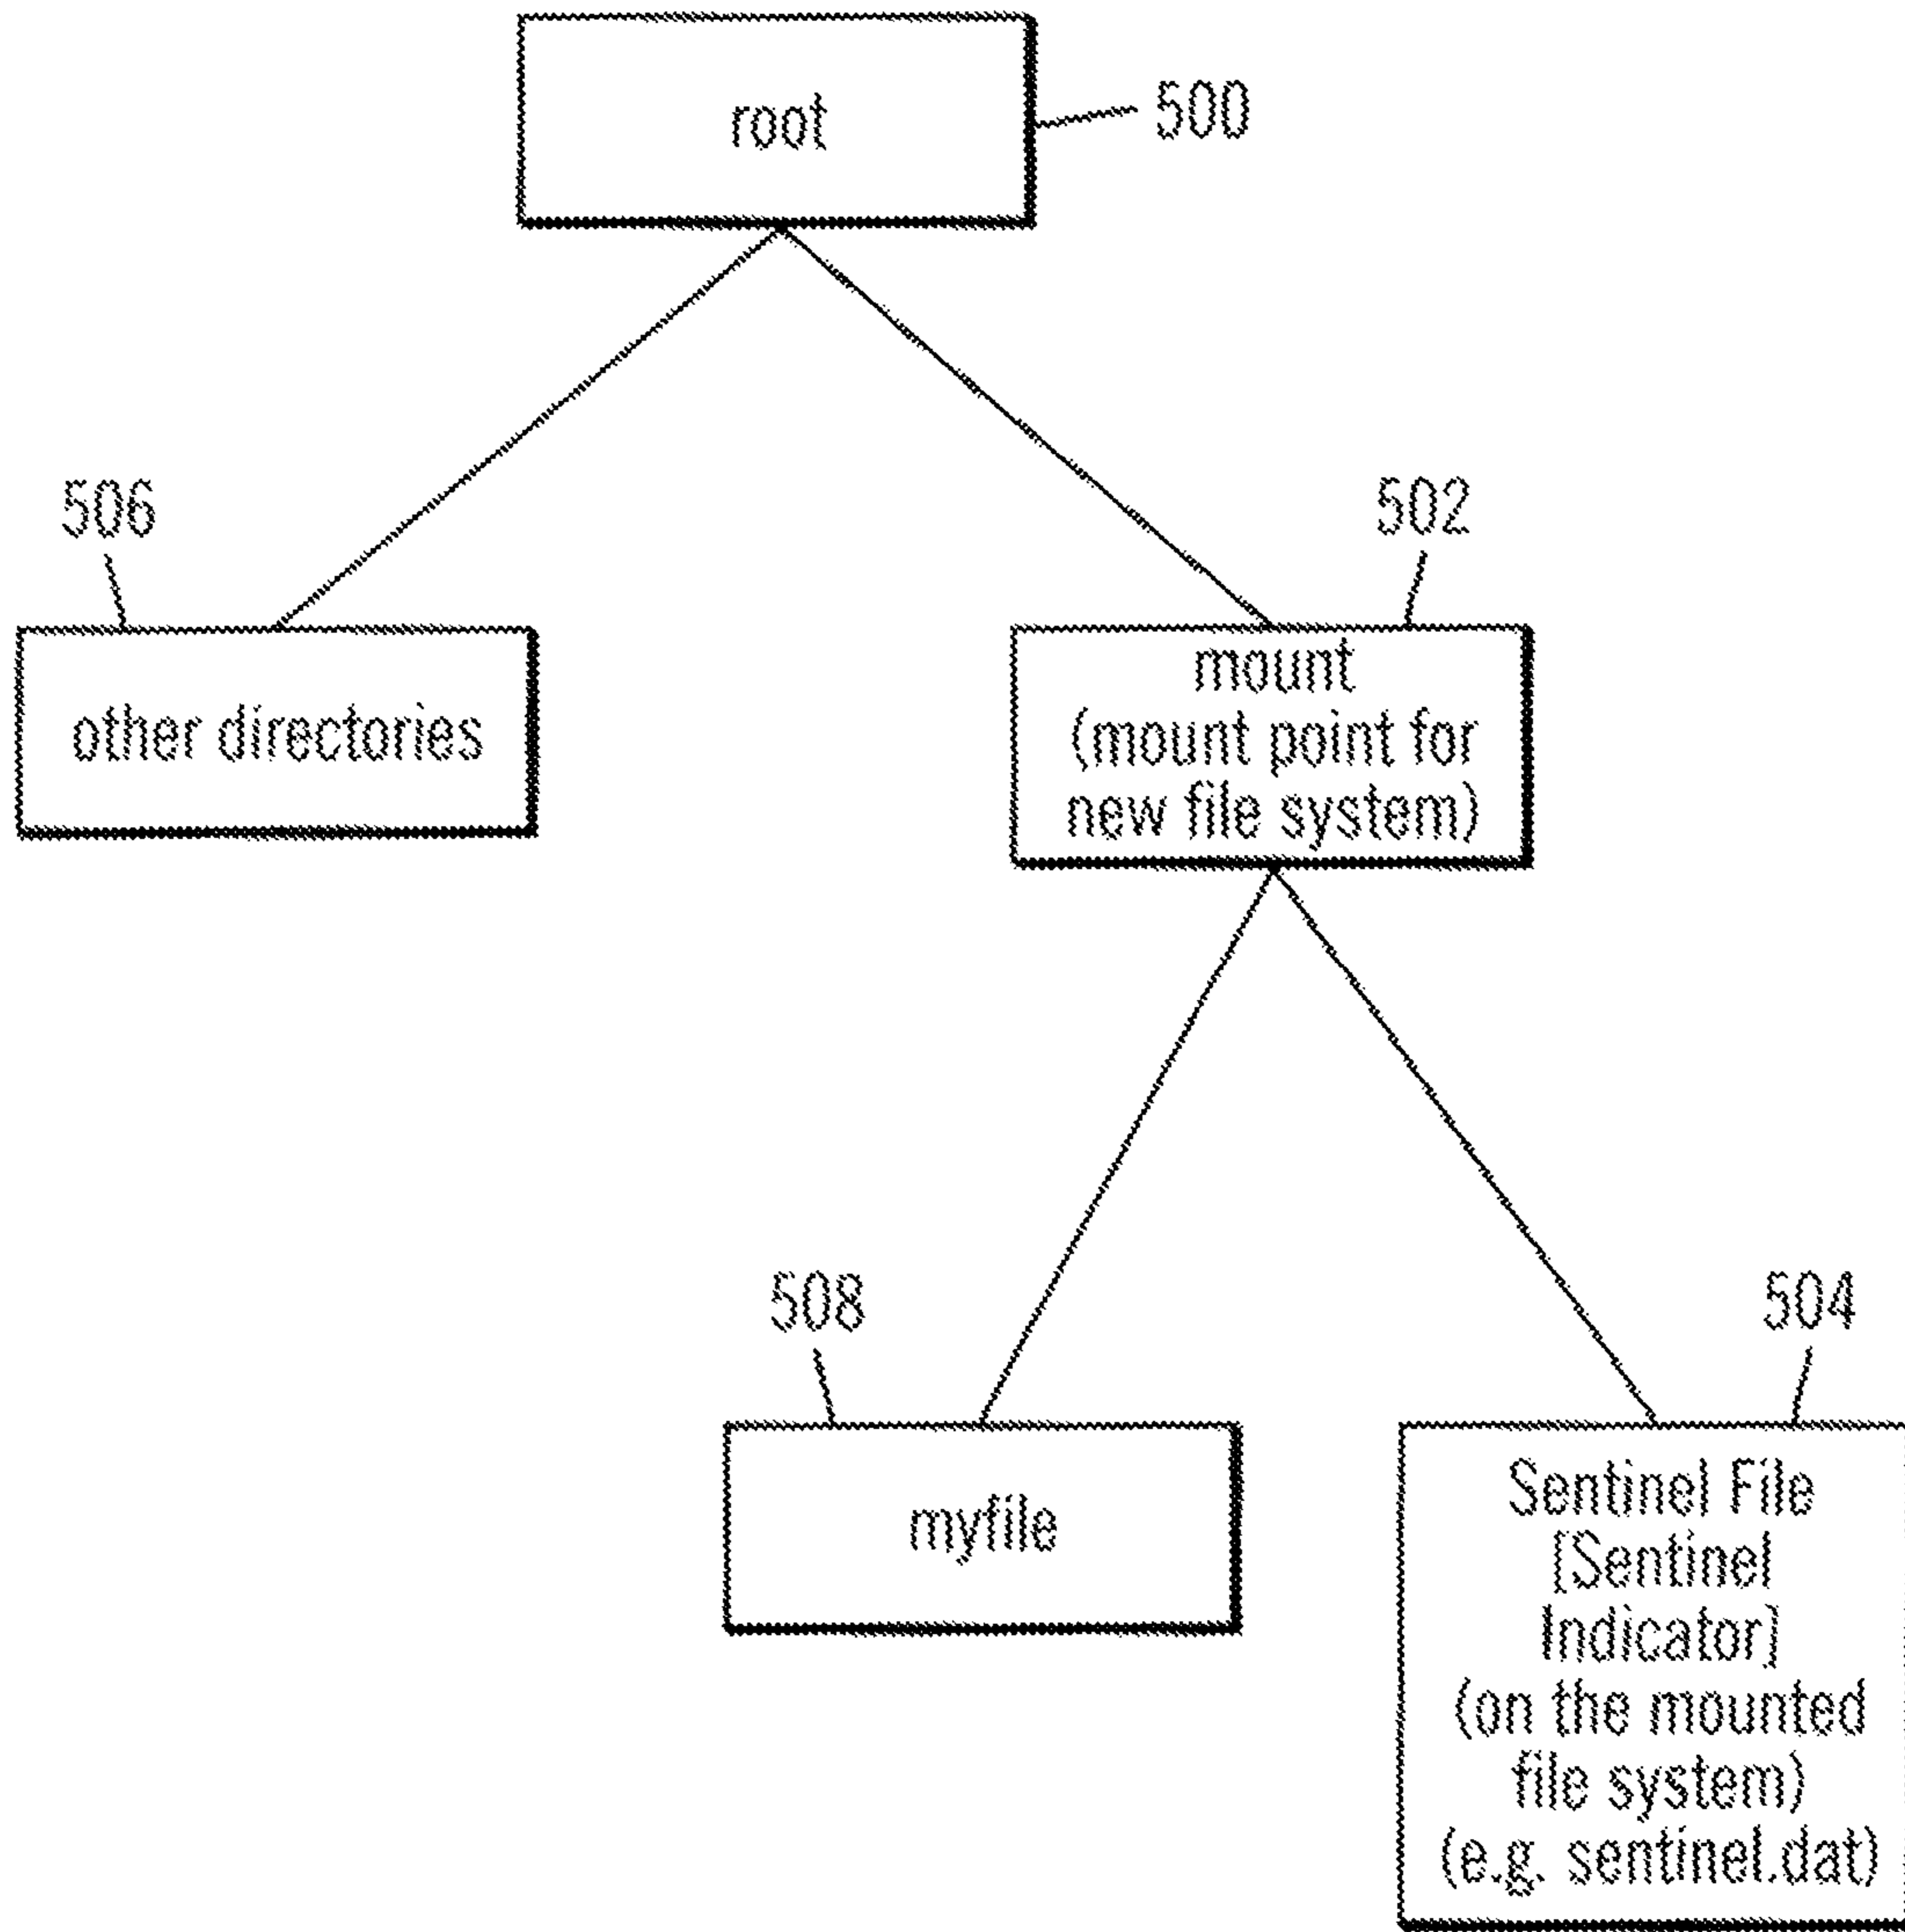 root
500
506
502
other directories
mount
(mount point for
new file system)
508
504
myfile
Sentinel File
[Sentinel
Indicator]
(on the mounted
file system)
(e.g. sentinel.dat)